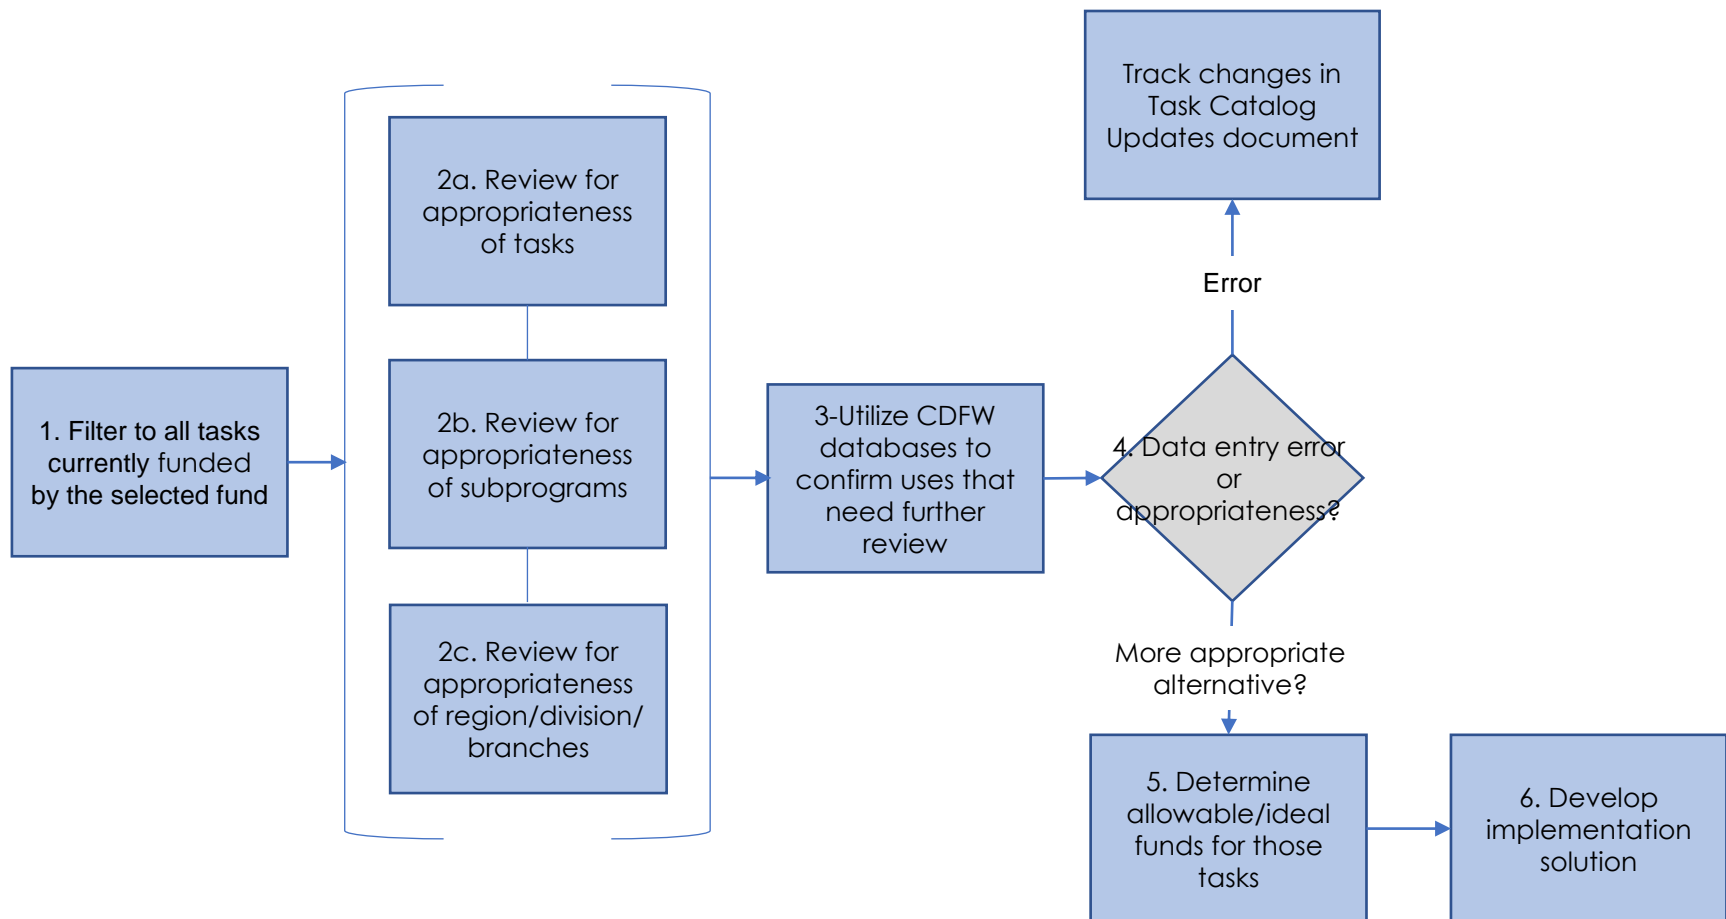 1. Filter to all tasks
currently funded
by the selected fund
2a. Review for
appropriateness
of tasks
2b. Review for
appropriateness
of subprograms
2c. Review for
appropriateness
of region/division/
branches
3-Utilize CDFW
databases to
confirm uses that
need further
review
4. Data entry error
or
appropriateness?
Error
Track changes in
Task Catalog
Updates document
More appropriate
alternative?
5. Determine
allowable/ideal
funds for those
tasks
6. Develop
implementation
solution